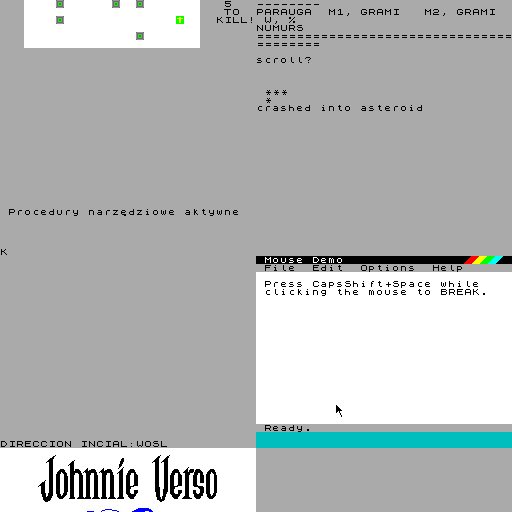 5
TO KILL!
PARAUGA M1, GRAMI M2, GRAMI
W, %
NUMURS
scroll?
***
*
crashed into asteroid
Procedury narzędziowe aktywne
K
Mouse Demo
File Edit Options Help
Press CapsShift+Space while
clicking the mouse to BREAK.
Ready.
DIRECCION INCIAL:WOSL
Johnnie Verso